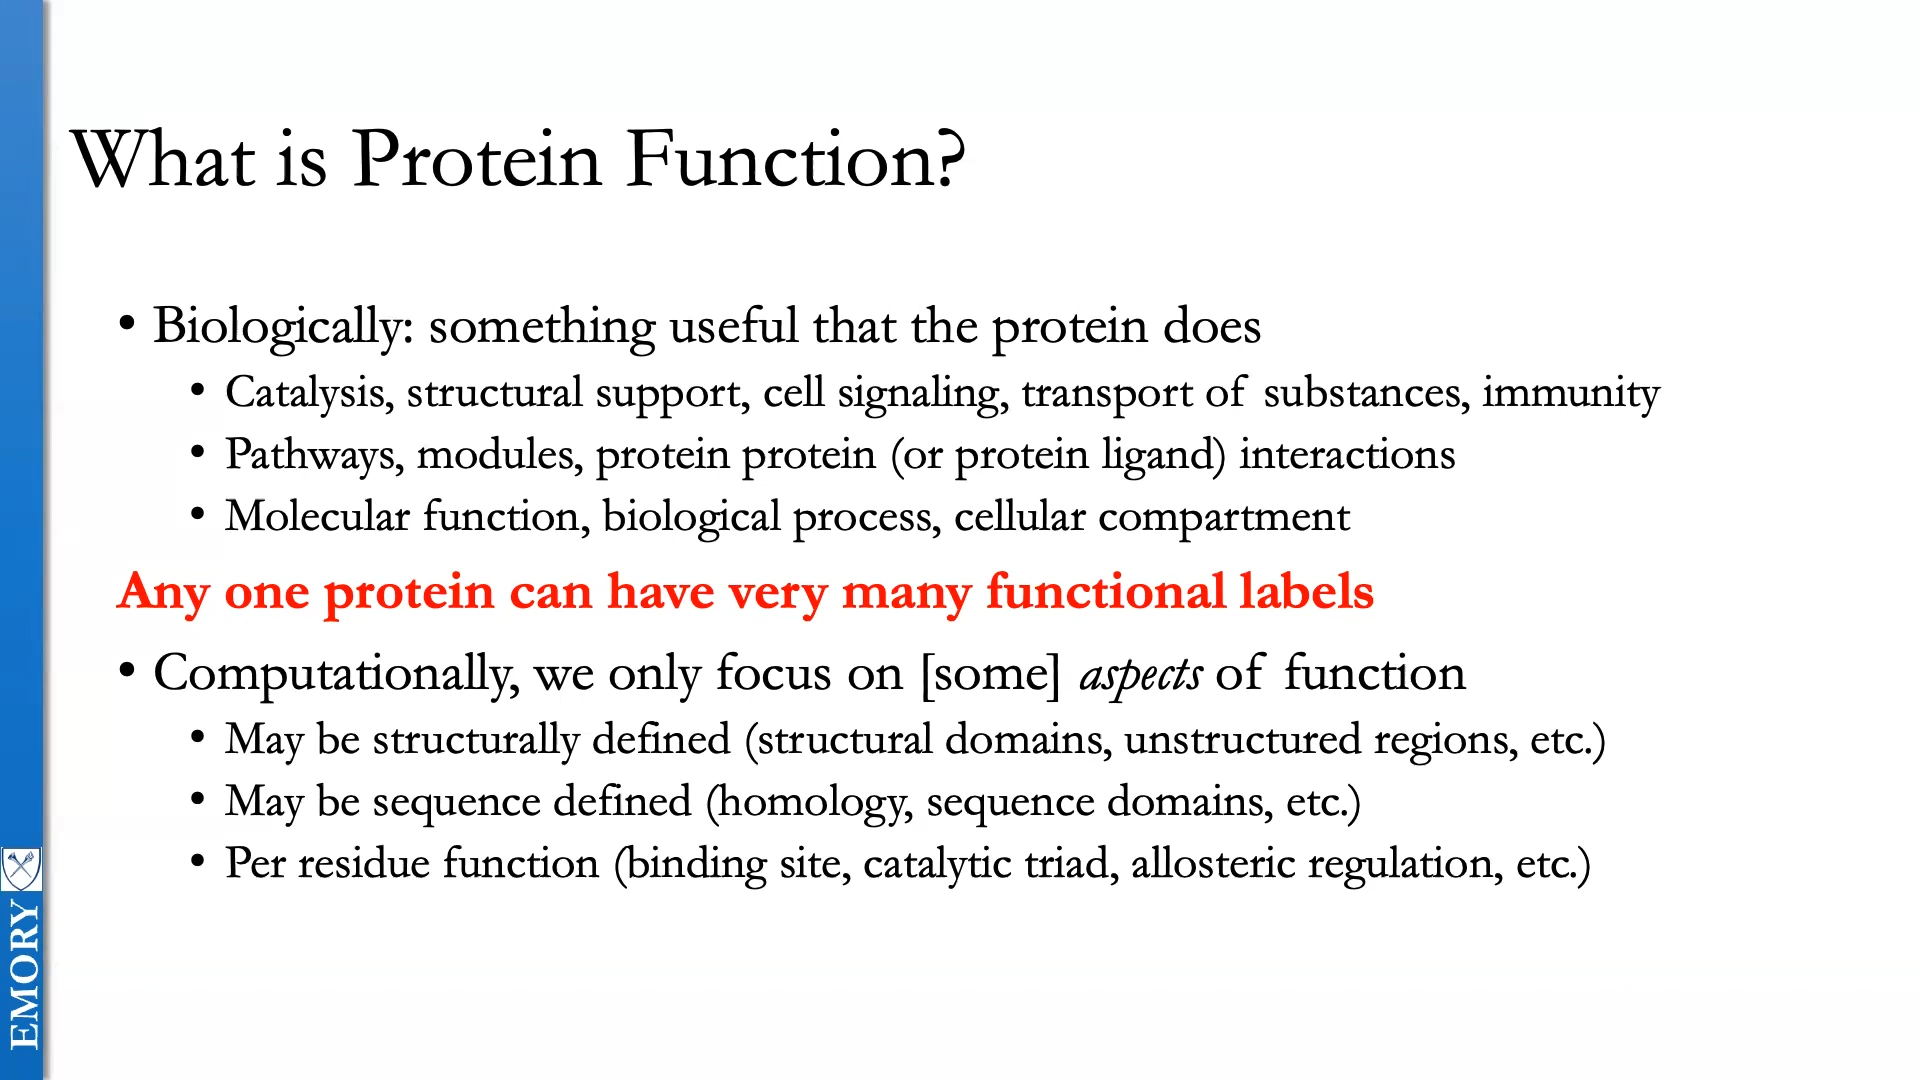 What is Protein Function?
• Biologically: something useful that the protein does
• Catalysis, structural support, cell signaling, transport of substances, immunity
• Pathways, modules, protein protein (or protein ligand) interactions
• Molecular function, biological process, cellular compartment
Any one protein can have very many functional labels
• Computationally, we only focus on [some] aspects of function
• May be structurally defined (structural domains, unstructured regions, etc.)
• May be sequence defined (homology, sequence domains, etc.)
• Per residue function (binding site, catalytic triad, allosteric regulation, etc.)
EMORY